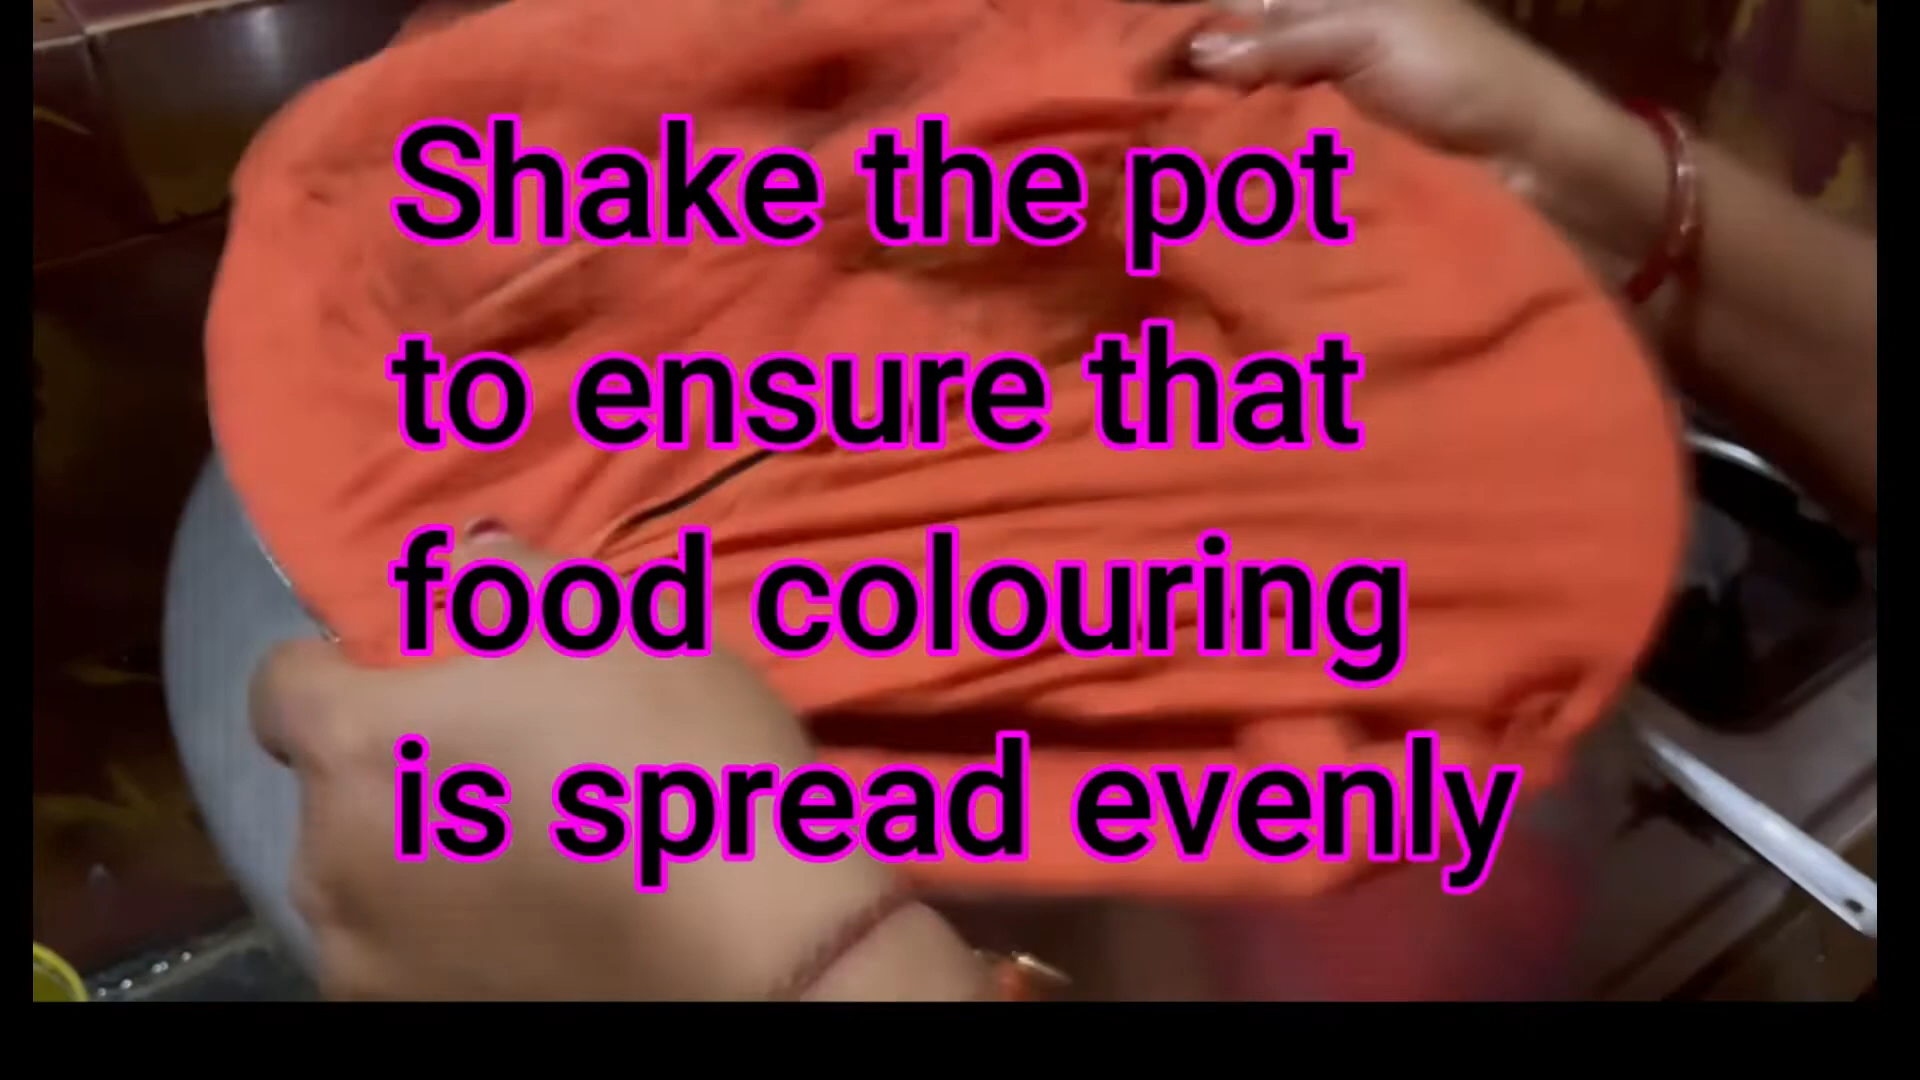 Shake the pot
to ensure that
food colouring
is spread evenly